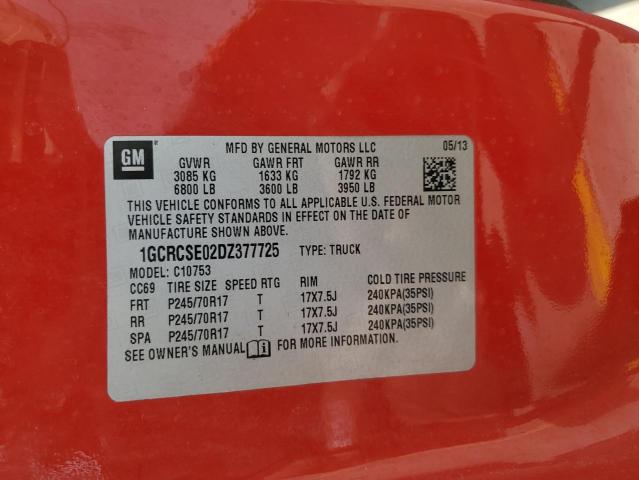 GM MFD BY GENERAL MOTORS LLC 05/13
GVWR GAWR FRT GAWR RR
3085 KG 1633 KG 1792 KG
6800 LB 3600 LB 3950 LB
THIS VEHICLE CONFORMS TO ALL APPLICABLE U.S. FEDERAL MOTOR
VEHICLE SAFETY STANDARDS IN EFFECT ON THE DATE OF
MANUFACTURE SHOWN ABOVE.
1GCRCSE02DZ377725 TYPE: TRUCK
MODEL: C10753
CC69 TIRE SIZE SPEED RTG RIM COLD TIRE PRESSURE
FRT P245/70R17 T 17X7.5J 240KPA(35PSI)
RR P245/70R17 T 17X7.5J 240KPA(35PSI)
SPA P245/70R17 T 17X7.5J 240KPA(35PSI)
SEE OWNER'S MANUAL FOR MORE INFORMATION.